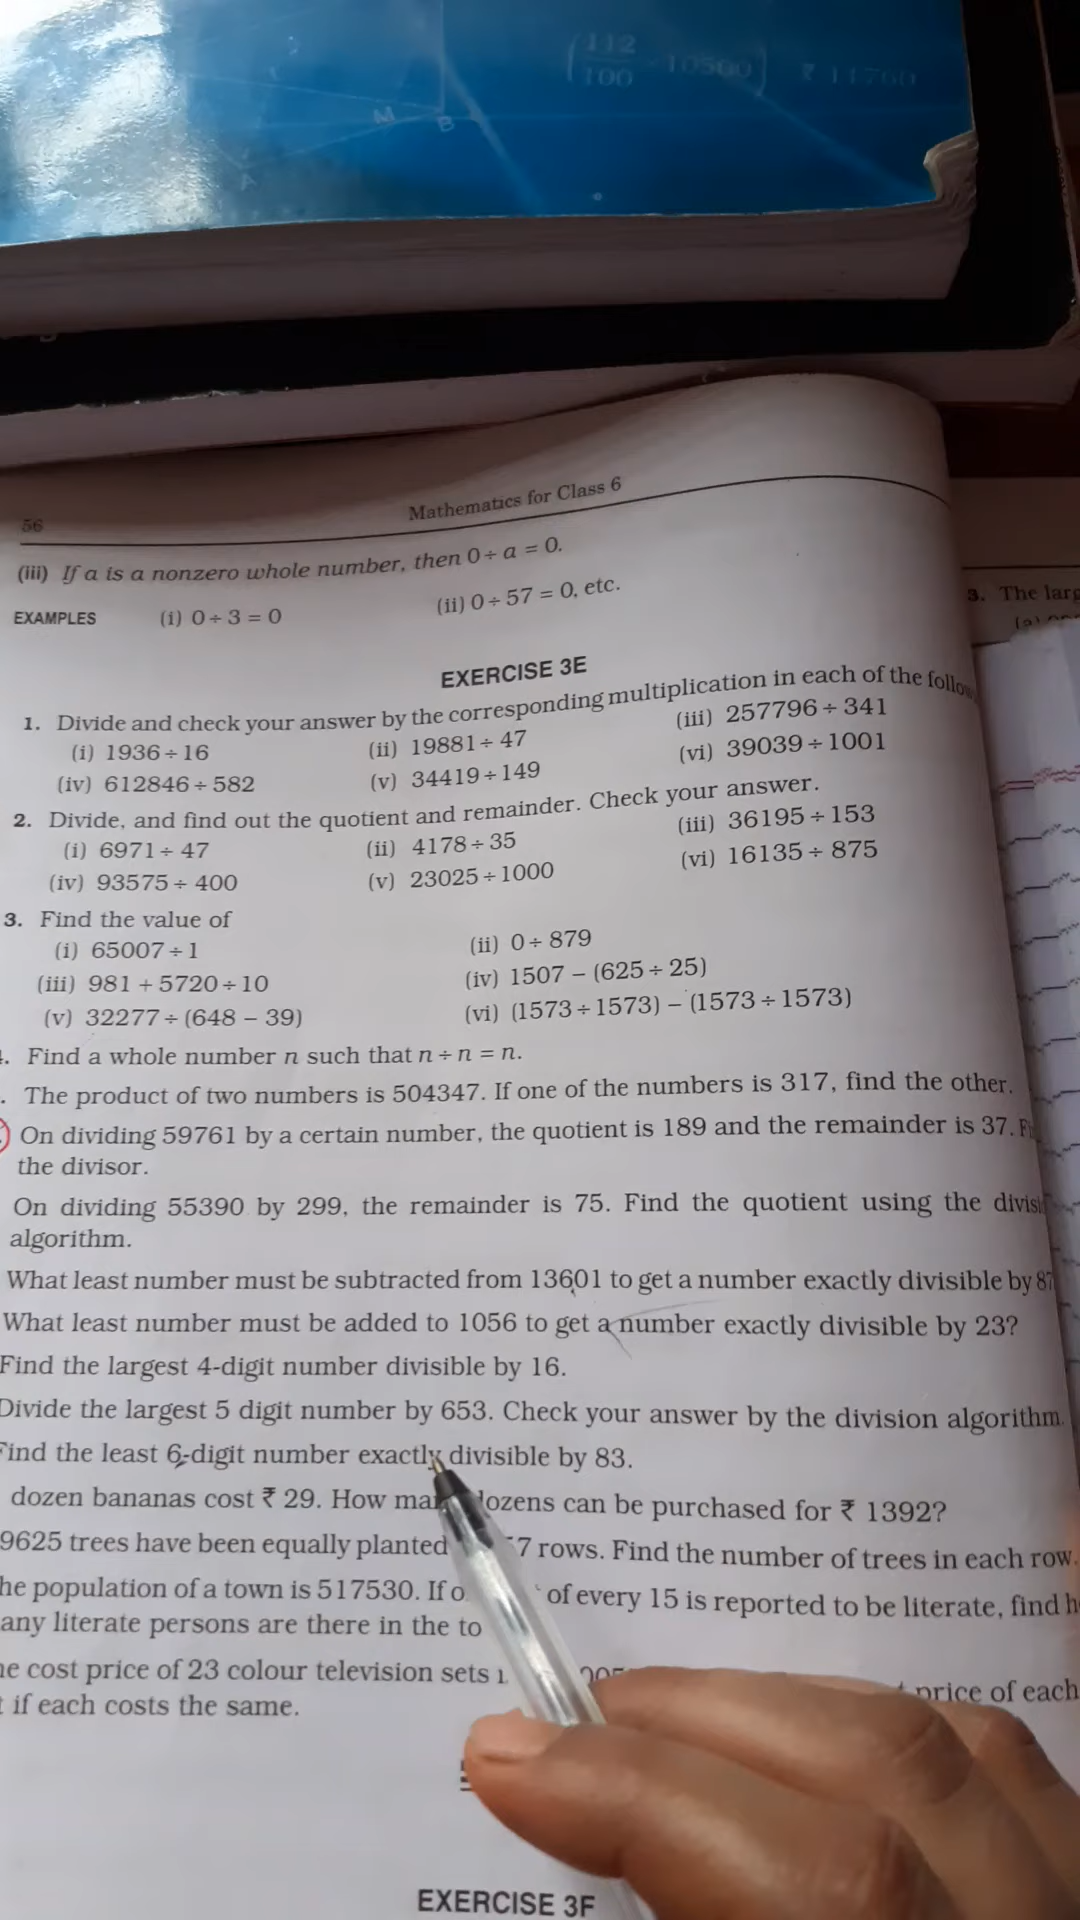 112
100
10500
₹ 11760
M
B
A
56
Mathematics for Class 6
(iii) If a is a nonzero whole number, then 0 ÷ a = 0.
EXAMPLES (i) 0 ÷ 3 = 0 (ii) 0 ÷ 57 = 0, etc.
3. The larg
EXERCISE 3E
1. Divide and check your answer by the corresponding multiplication in each of the follow
(i) 1936 ÷ 16 (ii) 19881 ÷ 47 (iii) 257796 ÷ 341
(iv) 612846 ÷ 582 (v) 34419 ÷ 149 (vi) 39039 ÷ 1001
2. Divide, and find out the quotient and remainder. Check your answer.
(i) 6971 ÷ 47 (ii) 4178 ÷ 35 (iii) 36195 ÷ 153
(iv) 93575 ÷ 400 (v) 23025 ÷ 1000 (vi) 16135 ÷ 875
3. Find the value of
(i) 65007 ÷ 1 (ii) 0 ÷ 879
(iii) 981 + 5720 ÷ 10 (iv) 1507 − (625 ÷ 25)
(v) 32277 ÷ (648 − 39) (vi) (1573 ÷ 1573) − (1573 ÷ 1573)
. Find a whole number n such that n ÷ n = n.
. The product of two numbers is 504347. If one of the numbers is 317, find the other.
On dividing 59761 by a certain number, the quotient is 189 and the remainder is 37. F
the divisor.
On dividing 55390 by 299, the remainder is 75. Find the quotient using the divisi
algorithm.
What least number must be subtracted from 13601 to get a number exactly divisible by 87
What least number must be added to 1056 to get a number exactly divisible by 23?
Find the largest 4-digit number divisible by 16.
Divide the largest 5 digit number by 653. Check your answer by the division algorithm.
Find the least 6-digit number exactly divisible by 83.
dozen bananas cost ₹ 29. How man dozens can be purchased for ₹ 1392?
9625 trees have been equally planted 7 rows. Find the number of trees in each row.
he population of a town is 517530. If o of every 15 is reported to be literate, find h
any literate persons are there in the to
e cost price of 23 colour television sets price of each
t if each costs the same.
EXERCISE 3F